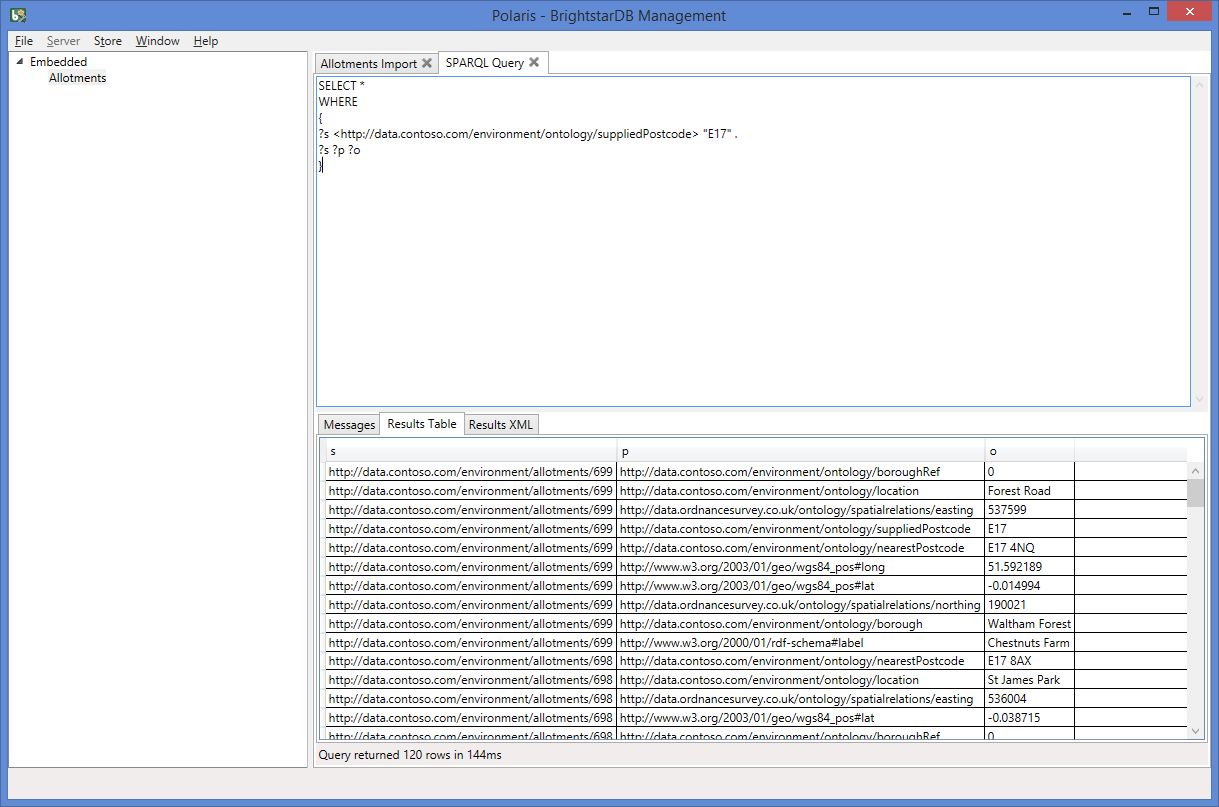 Polaris - BrightstarDB Management
File Server Store Window Help
Embedded
Allotments
Allotments Import SPARQL Query
SELECT *
WHERE
{
?s <http://data.contoso.com/environment/ontology/suppliedPostcode> "E17" .
?s ?p ?o
}
Messages Results Table Results XML
s p o
http://data.contoso.com/environment/allotments/699 http://data.contoso.com/environment/ontology/boroughRef 0
http://data.contoso.com/environment/allotments/699 http://data.contoso.com/environment/ontology/location Forest Road
http://data.contoso.com/environment/allotments/699 http://data.ordnancesurvey.co.uk/ontology/spatialrelations/easting 537599
http://data.contoso.com/environment/allotments/699 http://data.contoso.com/environment/ontology/suppliedPostcode E17
http://data.contoso.com/environment/allotments/699 http://data.contoso.com/environment/ontology/nearestPostcode E17 4NQ
http://data.contoso.com/environment/allotments/699 http://www.w3.org/2003/01/geo/wgs84_pos#long 51.592189
http://data.contoso.com/environment/allotments/699 http://www.w3.org/2003/01/geo/wgs84_pos#lat -0.014994
http://data.contoso.com/environment/allotments/699 http://data.ordnancesurvey.co.uk/ontology/spatialrelations/northing 190021
http://data.contoso.com/environment/allotments/699 http://data.contoso.com/environment/ontology/borough Waltham Forest
http://data.contoso.com/environment/allotments/699 http://www.w3.org/2000/01/rdf-schema#label Chestnuts Farm
http://data.contoso.com/environment/allotments/698 http://data.contoso.com/environment/ontology/nearestPostcode E17 8AX
http://data.contoso.com/environment/allotments/698 http://data.contoso.com/environment/ontology/location St James Park
http://data.contoso.com/environment/allotments/698 http://data.ordnancesurvey.co.uk/ontology/spatialrelations/easting 536004
http://data.contoso.com/environment/allotments/698 http://www.w3.org/2003/01/geo/wgs84_pos#lat -0.038715
http://data.contoso.com/environment/allotments/698 http://data.contoso.com/environment/ontology/boroughRef 0
Query returned 120 rows in 144ms